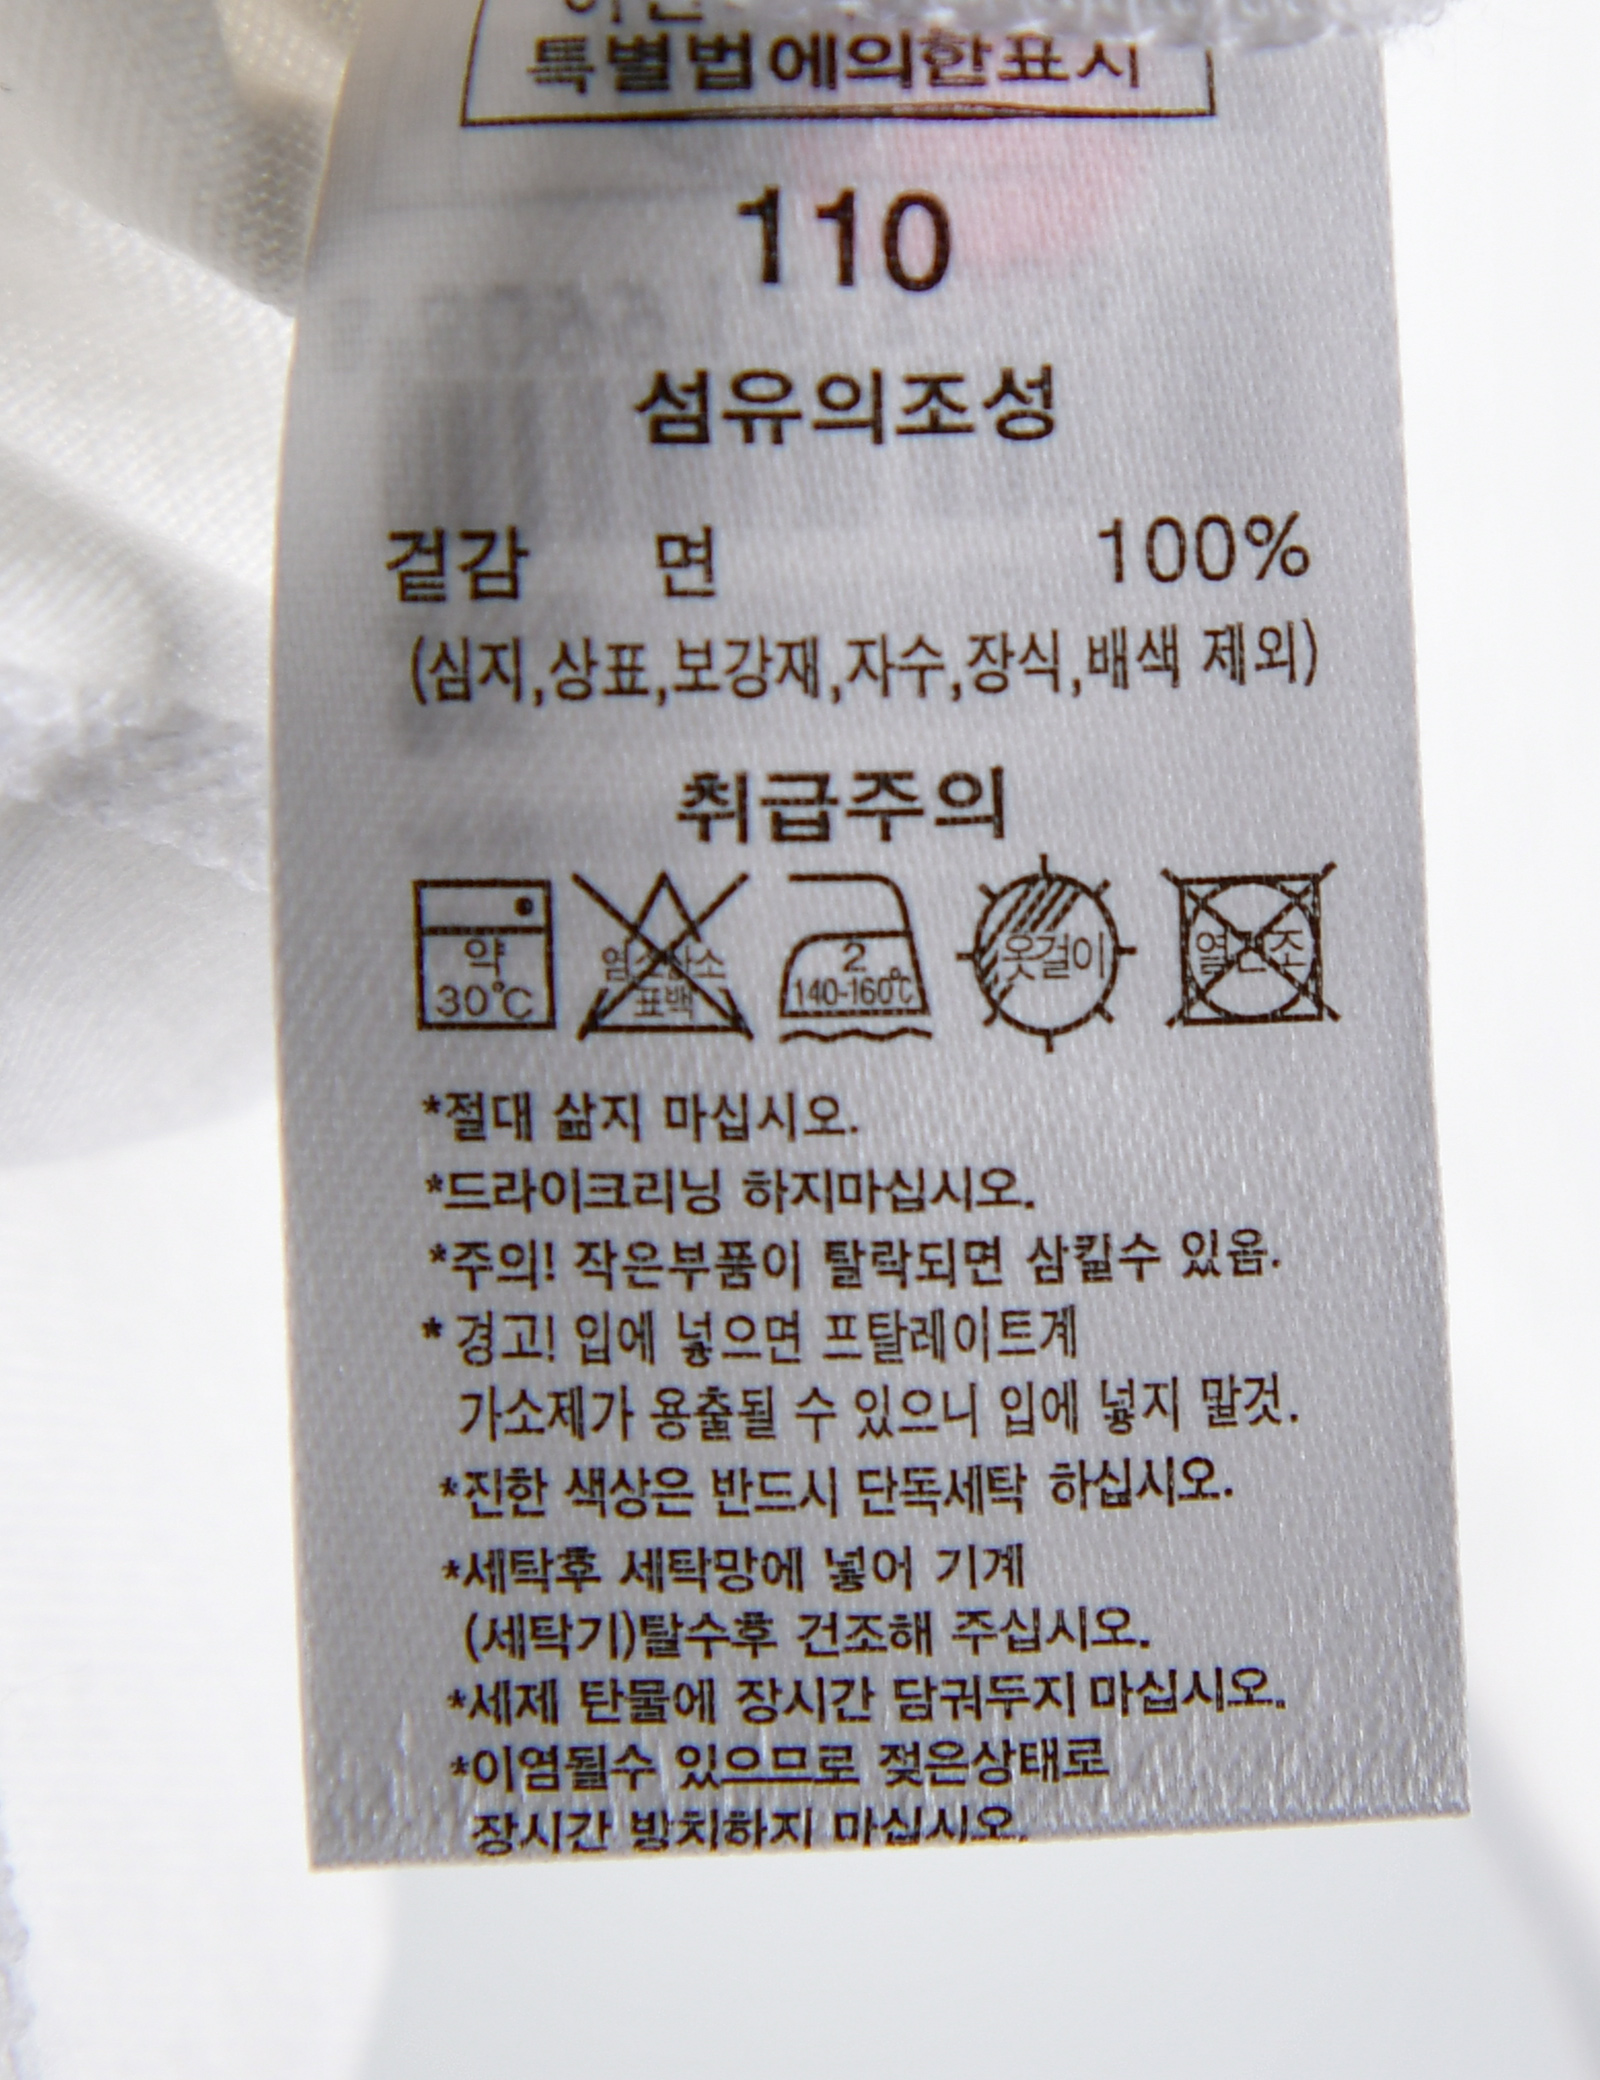 특별법에의한표시
110
섬유의조성
겉감 면 100%
(심지,상표,보강재,자수,장식,배색 제외)
취급주의
약
30℃
염소산소
표백
2
140-160℃
옷걸이
열건조
*절대 삶지 마십시오.
*드라이크리닝 하지마십시오.
*주의! 작은부품이 탈락되면 삼킬수 있음.
* 경고! 입에 넣으면 프탈레이트계
가소제가 용출될 수 있으니 입에 넣지 말것.
*진한 색상은 반드시 단독세탁 하십시오.
*세탁후 세탁망에 넣어 기계
(세탁기)탈수후 건조해 주십시오.
*세제 탄물에 장시간 담궈두지 마십시오.
*이염될수 있으므로 젖은상태로
장시간 방치하지 마십시오.